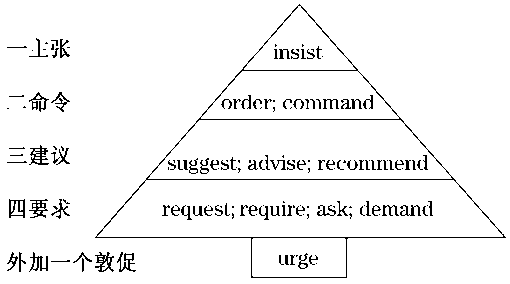 一主张 insist
二命令 order; command
三建议 suggest; advise; recommend
四要求 request; require; ask; demand
外加一个敦促 urge